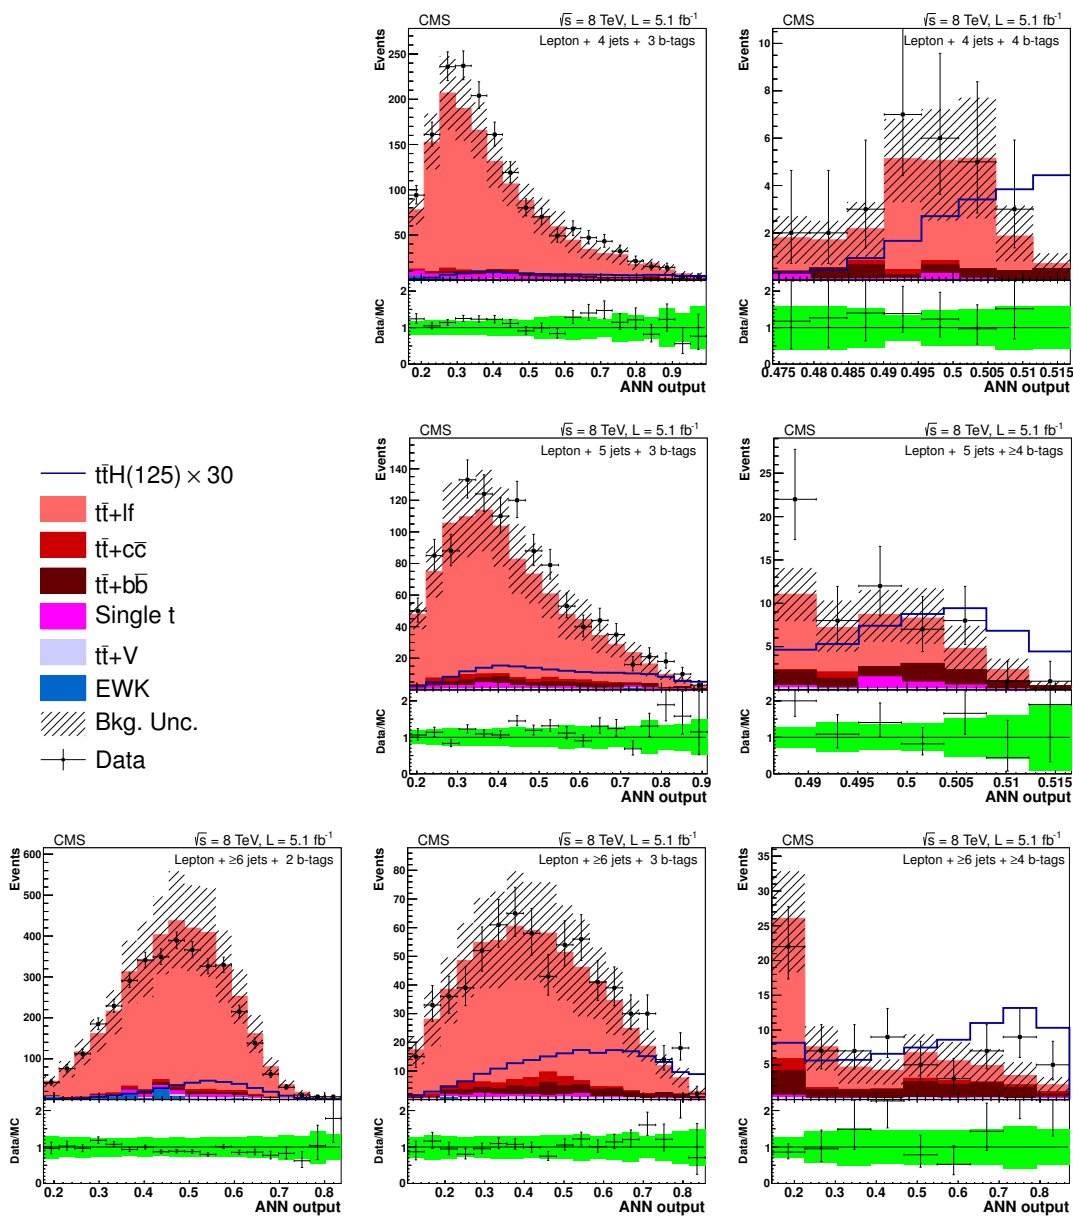 CMS √s = 8 TeV, L = 5.1 fb⁻¹
Lepton + 4 jets + 3 b-tags
Events
250
200
150
100
50
Data/MC
2
1
0
0.2 0.3 0.4 0.5 0.6 0.7 0.8 0.9
ANN output
CMS √s = 8 TeV, L = 5.1 fb⁻¹
Lepton + 4 jets + 4 b-tags
Events
10
8
6
4
2
Data/MC
2
1
0
0.475 0.48 0.485 0.49 0.495 0.5 0.505 0.51 0.515
ANN output
tt̄H(125) × 30
tt̄+lf
tt̄+cc̄
tt̄+bb̄
Single t
tt̄+V
EWK
Bkg. Unc.
Data
CMS √s = 8 TeV, L = 5.1 fb⁻¹
Lepton + 5 jets + 3 b-tags
Events
140
120
100
80
60
40
20
Data/MC
2
1
0
0.2 0.3 0.4 0.5 0.6 0.7 0.8 0.9
ANN output
CMS √s = 8 TeV, L = 5.1 fb⁻¹
Lepton + 5 jets + ≥4 b-tags
Events
25
20
15
10
5
Data/MC
2
1
0
0.49 0.495 0.5 0.505 0.51 0.515
ANN output
CMS √s = 8 TeV, L = 5.1 fb⁻¹
Lepton + ≥6 jets + 2 b-tags
Events
600
500
400
300
200
100
Data/MC
2
1
0
0.2 0.3 0.4 0.5 0.6 0.7 0.8
ANN output
CMS √s = 8 TeV, L = 5.1 fb⁻¹
Lepton + ≥6 jets + 3 b-tags
Events
80
70
60
50
40
30
20
10
Data/MC
2
1
0
0.2 0.3 0.4 0.5 0.6 0.7 0.8
ANN output
CMS √s = 8 TeV, L = 5.1 fb⁻¹
Lepton + ≥6 jets + ≥4 b-tags
Events
35
30
25
20
15
10
5
Data/MC
2
1
0
0.2 0.3 0.4 0.5 0.6 0.7 0.8
ANN output